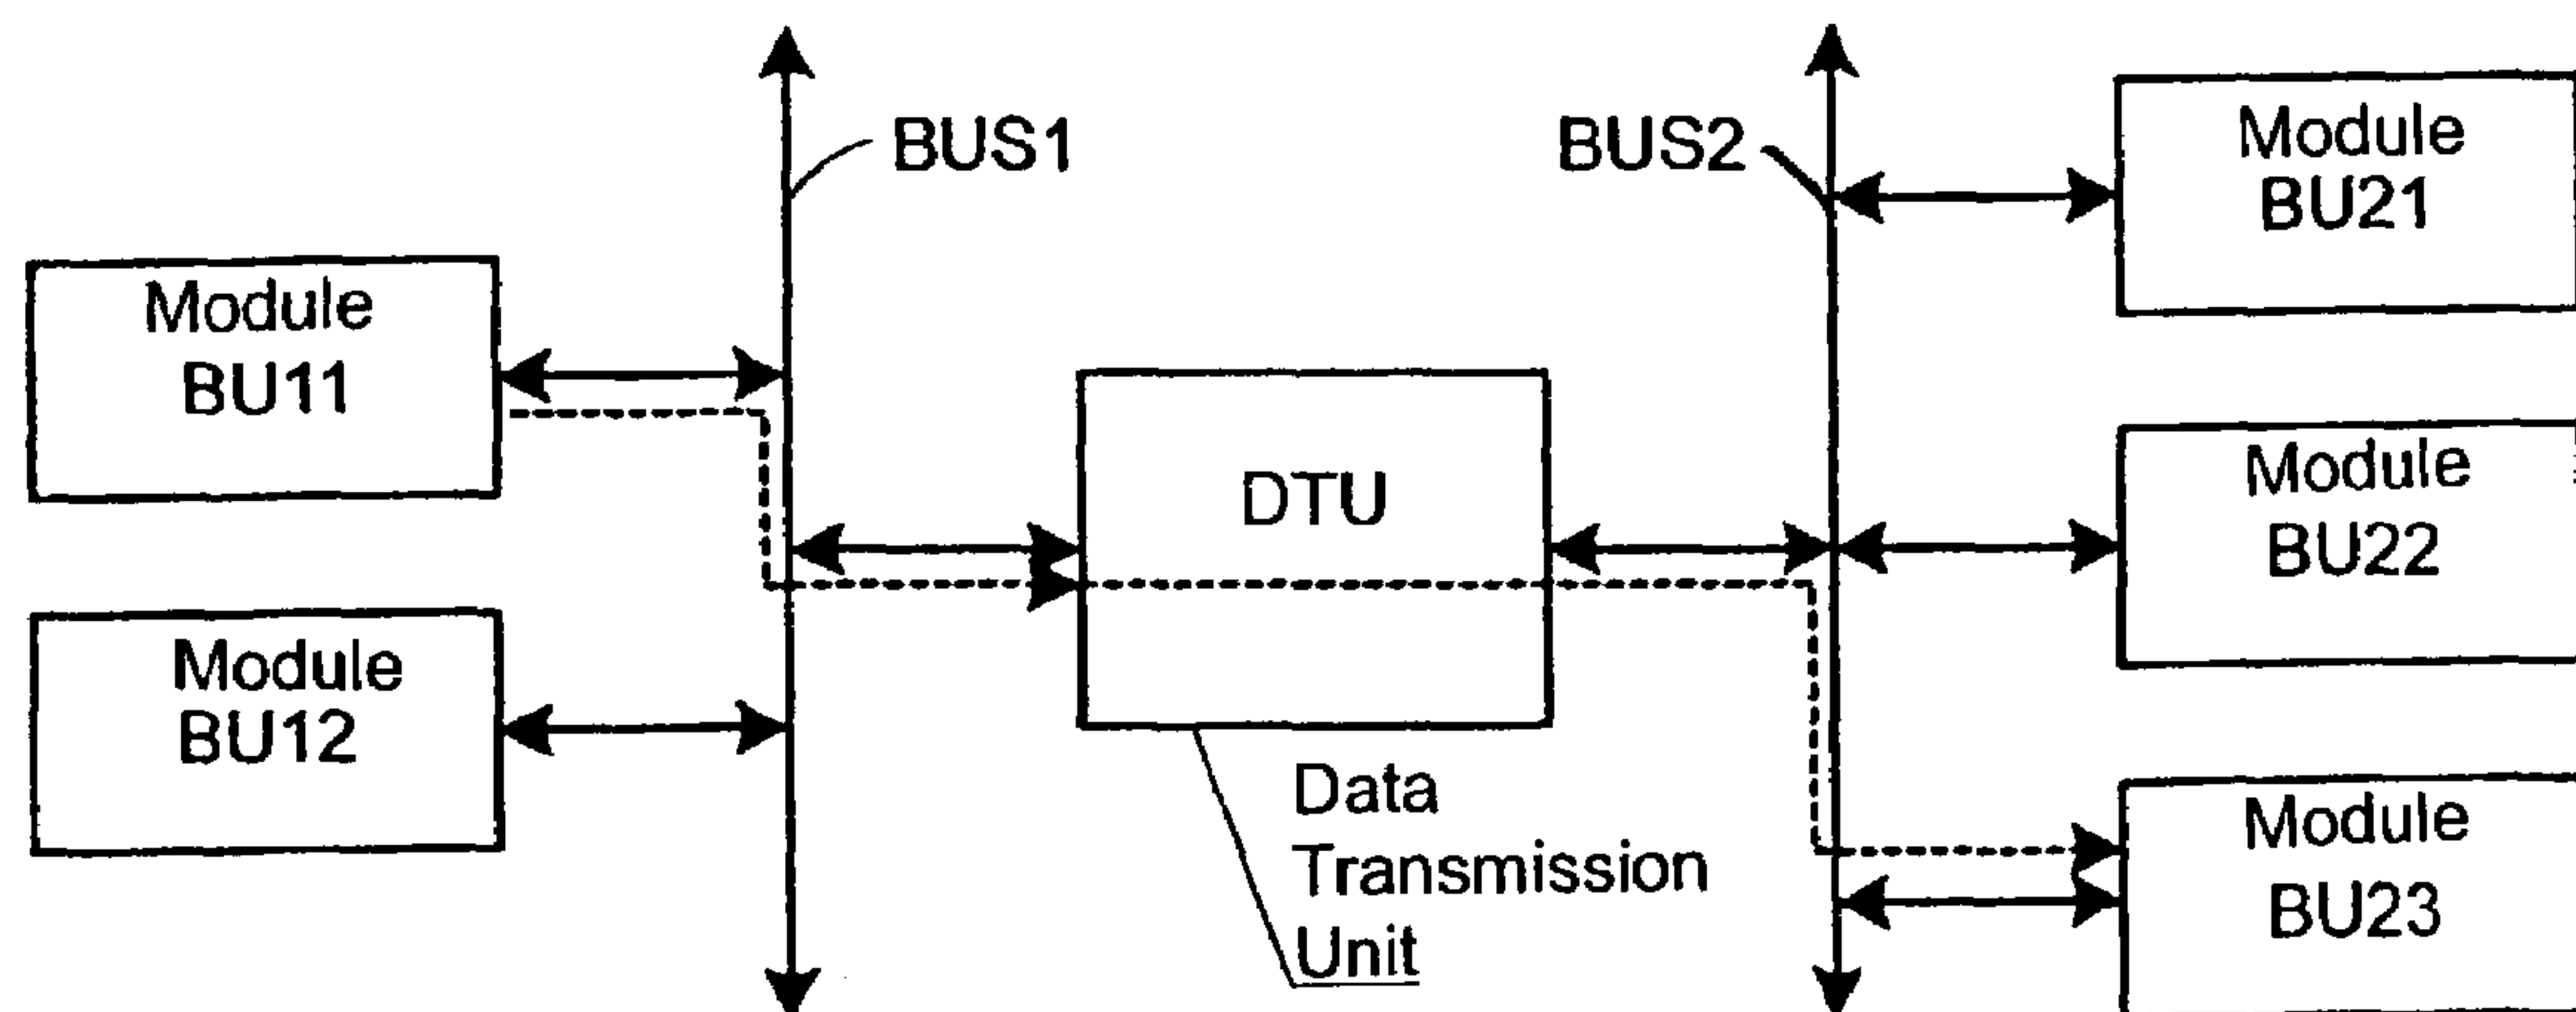 BUS1
BUS2
Module
BU21
Module
BU11
DTU
Module
BU22
Module
BU12
Data
Transmission
Unit
Module
BU23